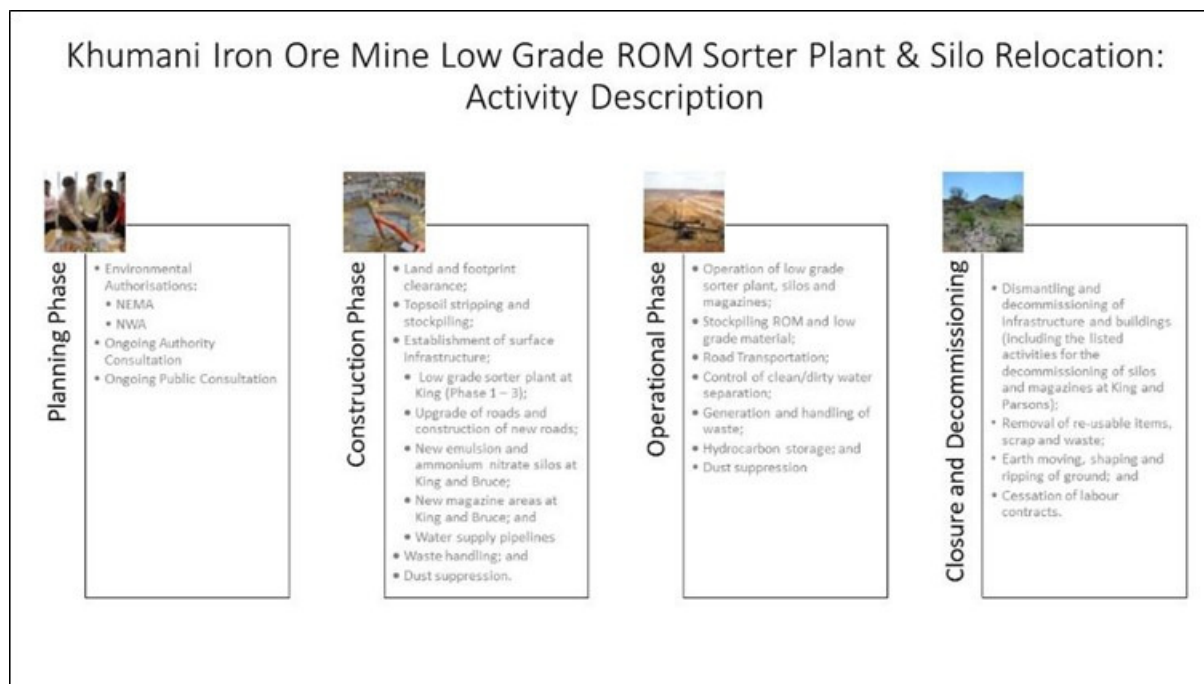 Khumani Iron Ore Mine Low Grade ROM Sorter Plant & Silo Relocation:
Activity Description
Planning Phase
• Environmental
Authorisations:
• NEMA
• NWA
• Ongoing Authority
Consultation
• Ongoing Public Consultation
Construction Phase
• Land and footprint
clearance;
• Topsoil stripping and
stockpiling;
• Establishment of surface
infrastructure;
• Low grade sorter plant at
King (Phase 1 – 3);
• Upgrade of roads and
construction of new roads;
• New emulsion and
ammonium nitrate silos at
King and Bruce;
• New magazine areas at
King and Bruce; and
• Water supply pipelines
• Waste handling; and
• Dust suppression.
Operational Phase
• Operation of low grade
sorter plant, silos and
magazines;
• Stockpiling ROM and low
grade material;
• Road Transportation;
• Control of clean/dirty water
separation;
• Generation and handling of
waste;
• Hydrocarbon storage; and
• Dust suppression
Closure and Decommissioning
• Dismantling and
decommissioning of
infrastructure and buildings
(including the listed
activities for the
decommissioning of silos
and magazines at King and
Parsons);
• Removal of re-usable items,
scrap and waste;
• Earth moving, shaping and
ripping of ground; and
• Cessation of labour
contracts.